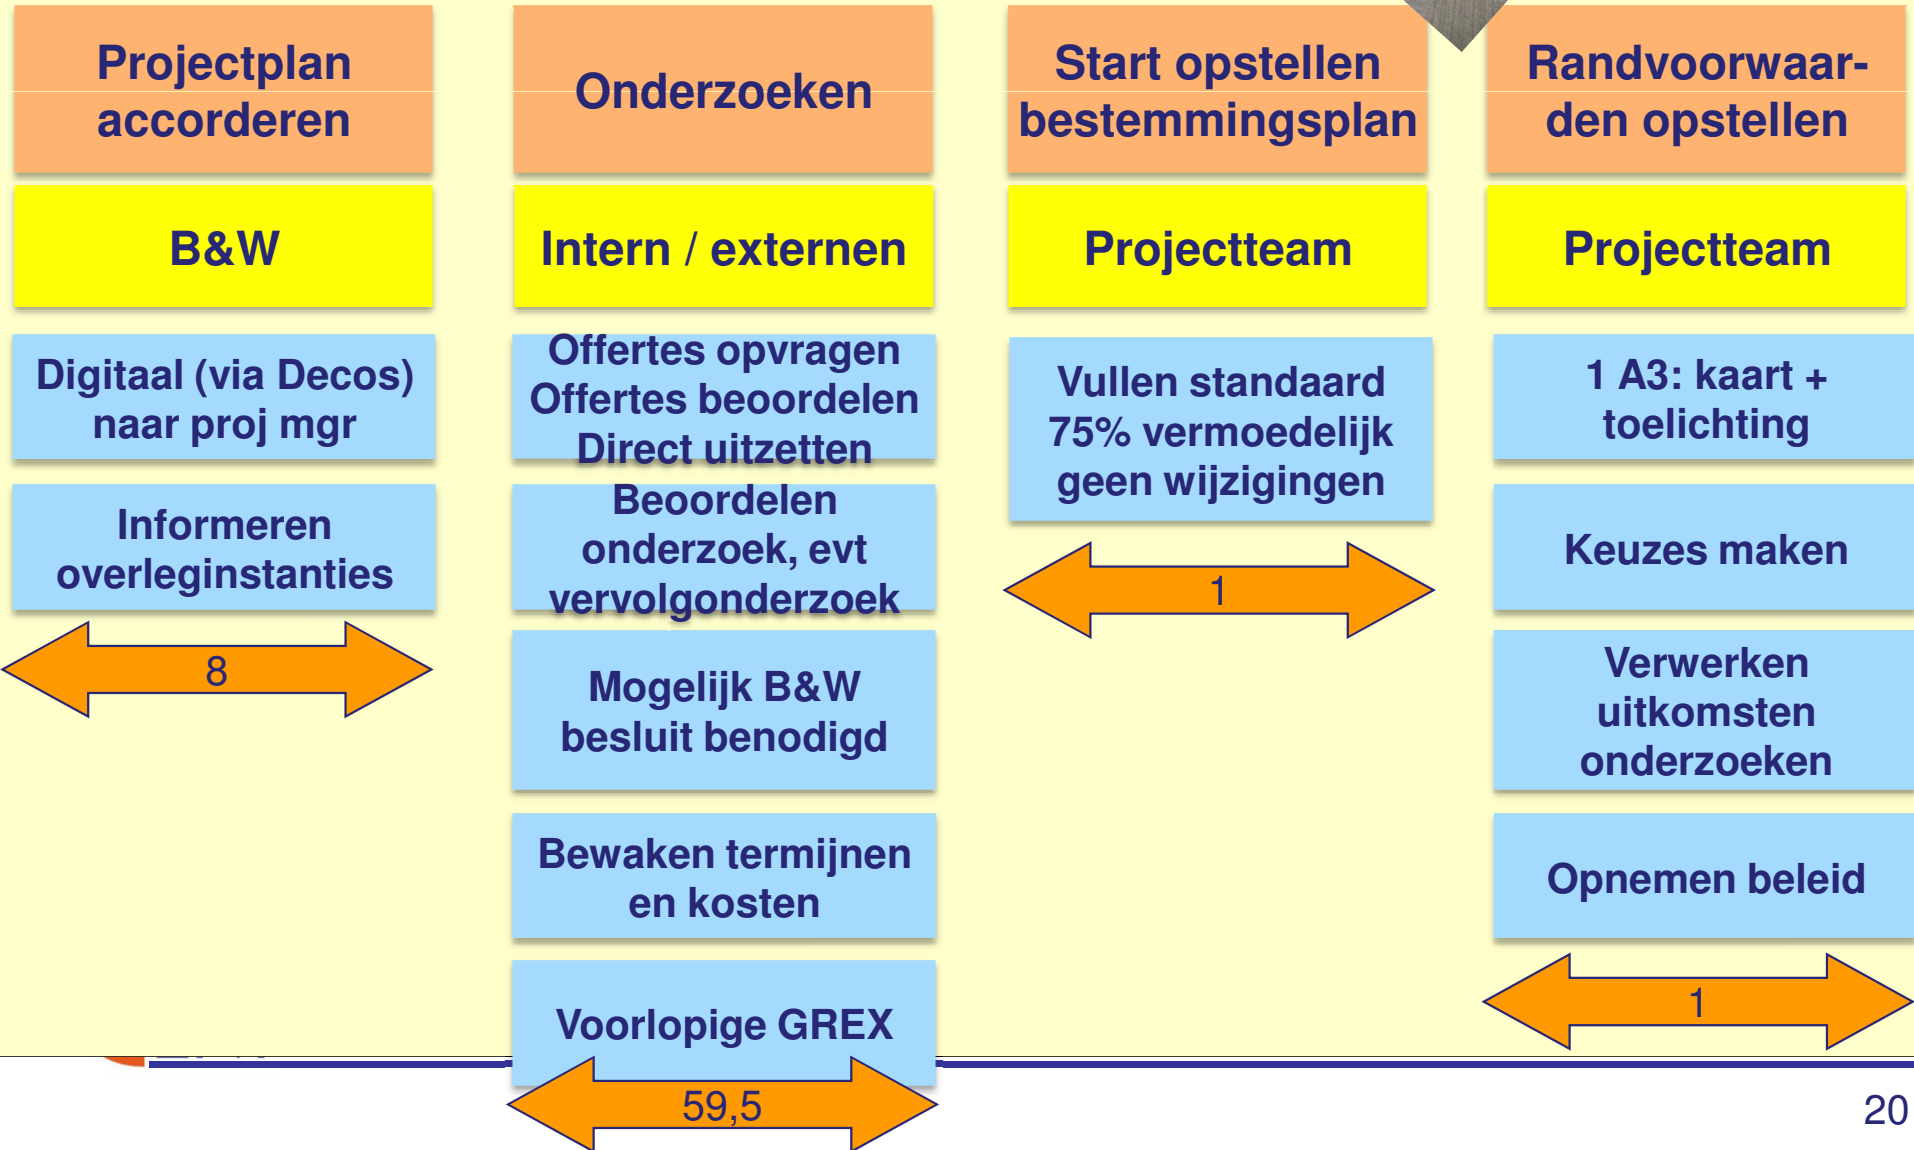 Projectplan
accorderen
B&W
Digitaal (via Decos)
naar proj mgr
Informeren
overleginstanties
8
Onderzoeken
Intern / externen
Offertes opvragen
Offertes beoordelen
Direct uitzetten
Beoordelen
onderzoek, evt
vervolgonderzoek
Mogelijk B&W
besluit benodigd
Bewaken termijnen
en kosten
Voorlopige GREX
59,5
Start opstellen
bestemmingsplan
Projectteam
Vullen standaard
75% vermoedelijk
geen wijzigingen
1
Randvoorwaar-
den opstellen
Projectteam
1 A3: kaart +
toelichting
Keuzes maken
Verwerken
uitkomsten
onderzoeken
Opnemen beleid
1
20